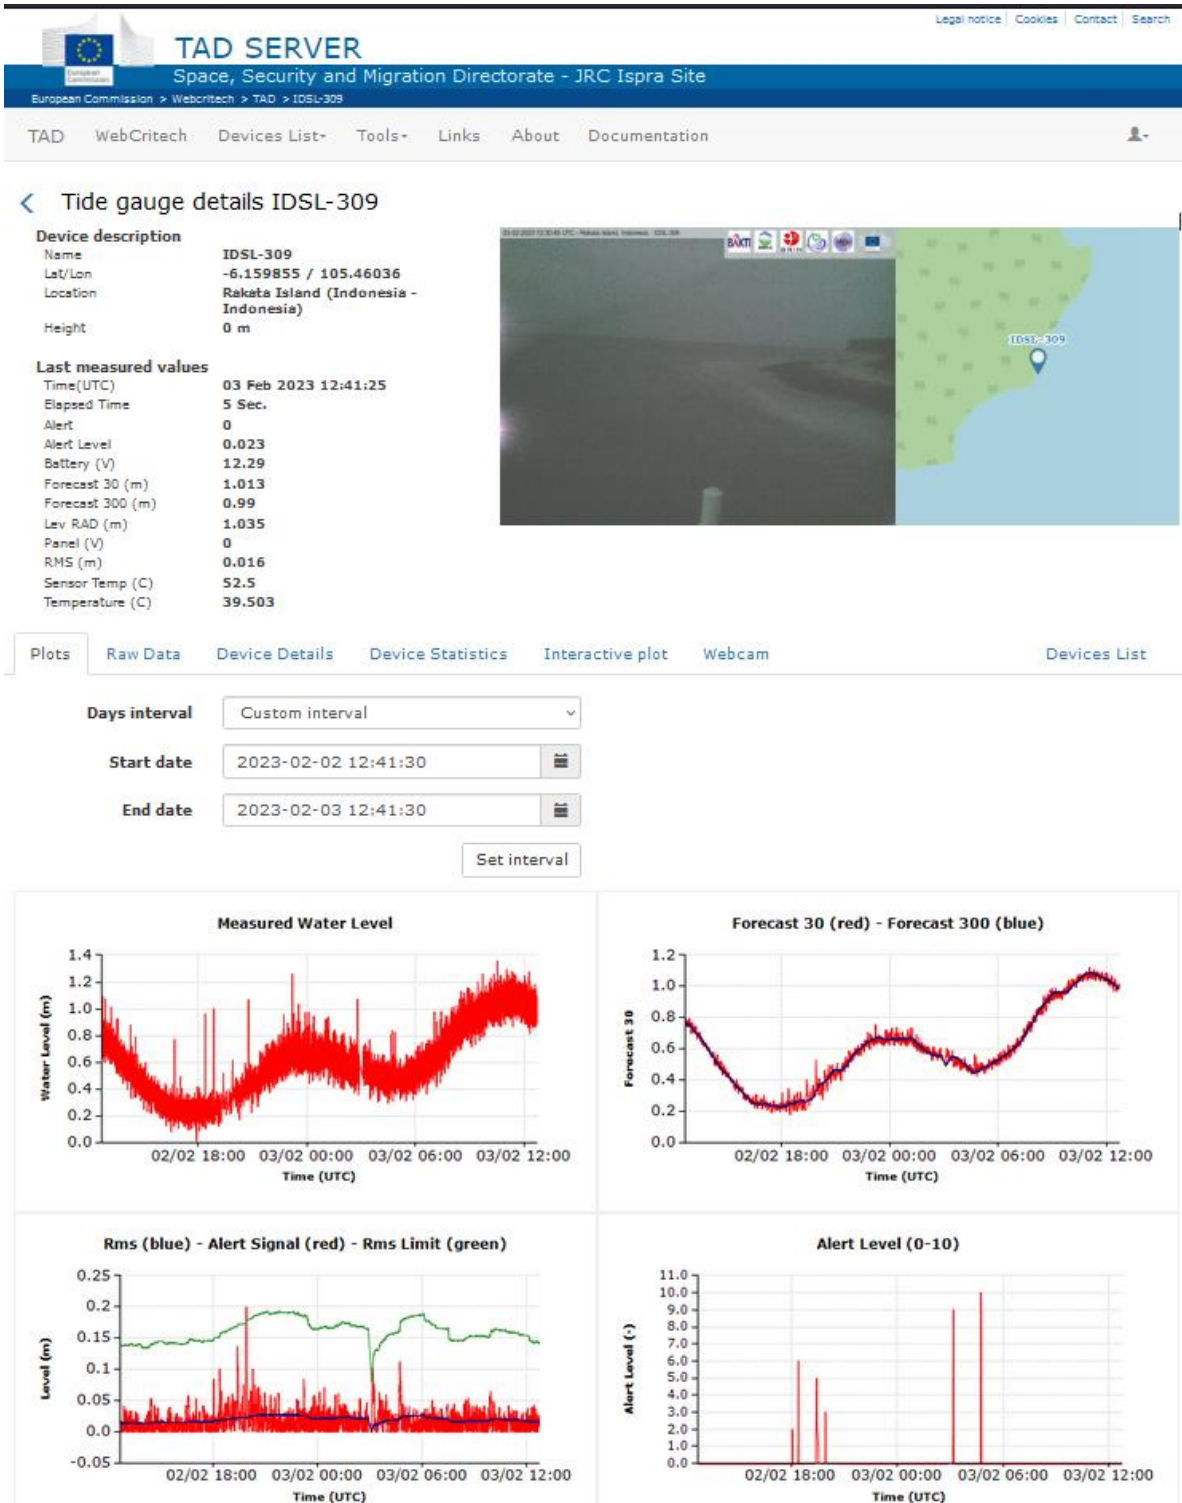 Legal notice Cookies Contact Search
European Commission
TAD SERVER
Space, Security and Migration Directorate - JRC Ispra Site
European Commission > Webcritech > TAD > IDSL-309
TAD WebCritech Devices List Tools Links About Documentation
Tide gauge details IDSL-309
Device description
Name IDSL-309
Lat/Lon -6.159855 / 105.46036
Location Rakata Island (Indonesia -
Indonesia)
Height 0 m
Last measured values
Time(UTC) 03 Feb 2023 12:41:25
Elapsed Time 5 Sec.
Alert 0
Alert Level 0.023
Battery (V) 12.29
Forecast 30 (m) 1.013
Forecast 300 (m) 0.99
Lev RAD (m) 1.035
Panel (V) 0
RMS (m) 0.016
Sensor Temp (C) 52.5
Temperature (C) 39.503
BAKTI
IDSL-309
Plots Raw Data Device Details Device Statistics Interactive plot Webcam Devices List
Days interval Custom interval
Start date 2023-02-02 12:41:30
End date 2023-02-03 12:41:30
Set interval
Measured Water Level
Water Level (m)
1.4
1.2
1.0
0.8
0.6
0.4
0.2
0.0
02/02 18:00 03/02 00:00 03/02 06:00 03/02 12:00
Time (UTC)
Forecast 30 (red) - Forecast 300 (blue)
Forecast 30
1.2
1.0
0.8
0.6
0.4
0.2
0.0
02/02 18:00 03/02 00:00 03/02 06:00 03/02 12:00
Time (UTC)
Rms (blue) - Alert Signal (red) - Rms Limit (green)
Level (m)
0.25
0.2
0.15
0.1
0.05
0.0
-0.05
02/02 18:00 03/02 00:00 03/02 06:00 03/02 12:00
Time (UTC)
Alert Level (0-10)
Alert Level (-)
11.0
10.0
9.0
8.0
7.0
6.0
5.0
4.0
3.0
2.0
1.0
0.0
02/02 18:00 03/02 00:00 03/02 06:00 03/02 12:00
Time (UTC)